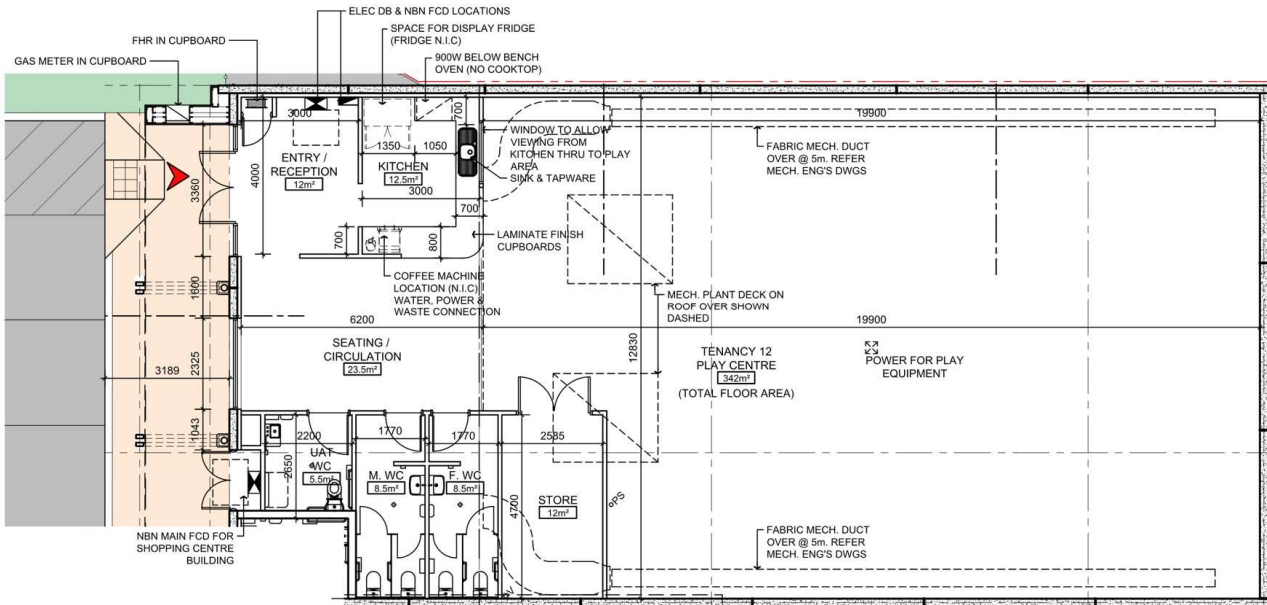 ELEC DB & NBN FCD LOCATIONS
SPACE FOR DISPLAY FRIDGE
(FRIDGE N.I.C)
FHR IN CUPBOARD
900W BELOW BENCH
OVEN (NO COOKTOP)
GAS METER IN CUPBOARD
3000
700
19900
WINDOW TO ALLOW
VIEWING FROM
KITCHEN THRU TO PLAY
AREA
SINK & TAPWARE
FABRIC MECH. DUCT
OVER @ 5m. REFER
MECH. ENG'S DWGS
1350
1050
ENTRY /
RECEPTION
12m²
KITCHEN
12.5m²
4000
3360
3000
700
700
800
LAMINATE FINISH
CUPBOARDS
COFFEE MACHINE
LOCATION (N.I.C)
WATER, POWER &
WASTE CONNECTION
1600
MECH. PLANT DECK ON
ROOF OVER SHOWN
DASHED
6200
19900
SEATING /
CIRCULATION
23.5m²
12830
2325
3189
TENANCY 12
PLAY CENTRE
342m²
(TOTAL FLOOR AREA)
POWER FOR PLAY
EQUIPMENT
1043
2200
1770
1770
2585
2650
UAT
WC
5.5m²
M. WC
8.5m²
F. WC
8.5m²
STORE
12m²
4700
PS
NBN MAIN FCD FOR
SHOPPING CENTRE
BUILDING
FABRIC MECH. DUCT
OVER @ 5m. REFER
MECH. ENG'S DWGS